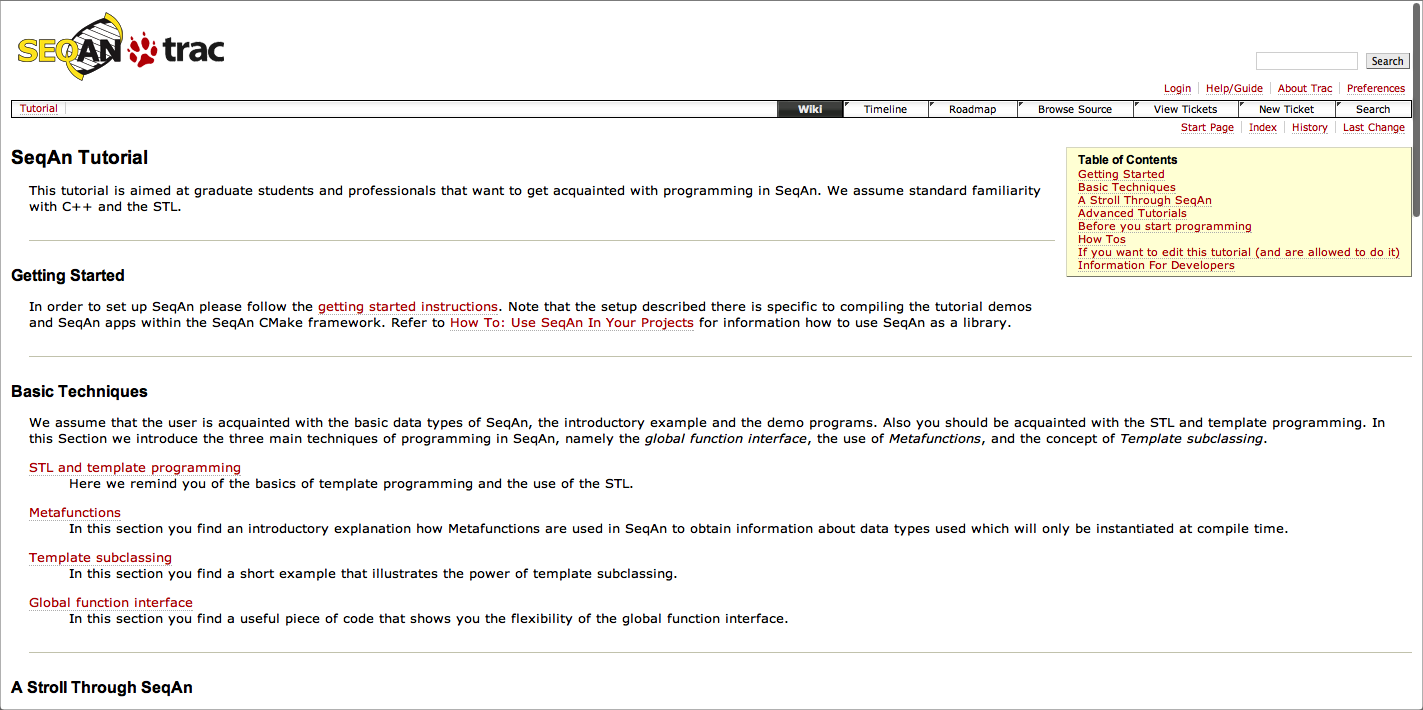 SEQAN trac
Search
Login Help/Guide About Trac Preferences
Tutorial Wiki Timeline Roadmap Browse Source View Tickets New Ticket Search
Start Page Index History Last Change
SeqAn Tutorial
This tutorial is aimed at graduate students and professionals that want to get acquainted with programming in SeqAn. We assume standard familiarity
with C++ and the STL.
Table of Contents
Getting Started
Basic Techniques
A Stroll Through SeqAn
Advanced Tutorials
Before you start programming
How Tos
If you want to edit this tutorial (and are allowed to do it)
Information For Developers
Getting Started
In order to set up SeqAn please follow the getting started instructions. Note that the setup described there is specific to compiling the tutorial demos
and SeqAn apps within the SeqAn CMake framework. Refer to How To: Use SeqAn In Your Projects for information how to use SeqAn as a library.
Basic Techniques
We assume that the user is acquainted with the basic data types of SeqAn, the introductory example and the demo programs. Also you should be acquainted with the STL and template programming. In
this Section we introduce the three main techniques of programming in SeqAn, namely the global function interface, the use of Metafunctions, and the concept of Template subclassing.
STL and template programming
Here we remind you of the basics of template programming and the use of the STL.
Metafunctions
In this section you find an introductory explanation how Metafunctions are used in SeqAn to obtain information about data types used which will only be instantiated at compile time.
Template subclassing
In this section you find a short example that illustrates the power of template subclassing.
Global function interface
In this section you find a useful piece of code that shows you the flexibility of the global function interface.
A Stroll Through SeqAn